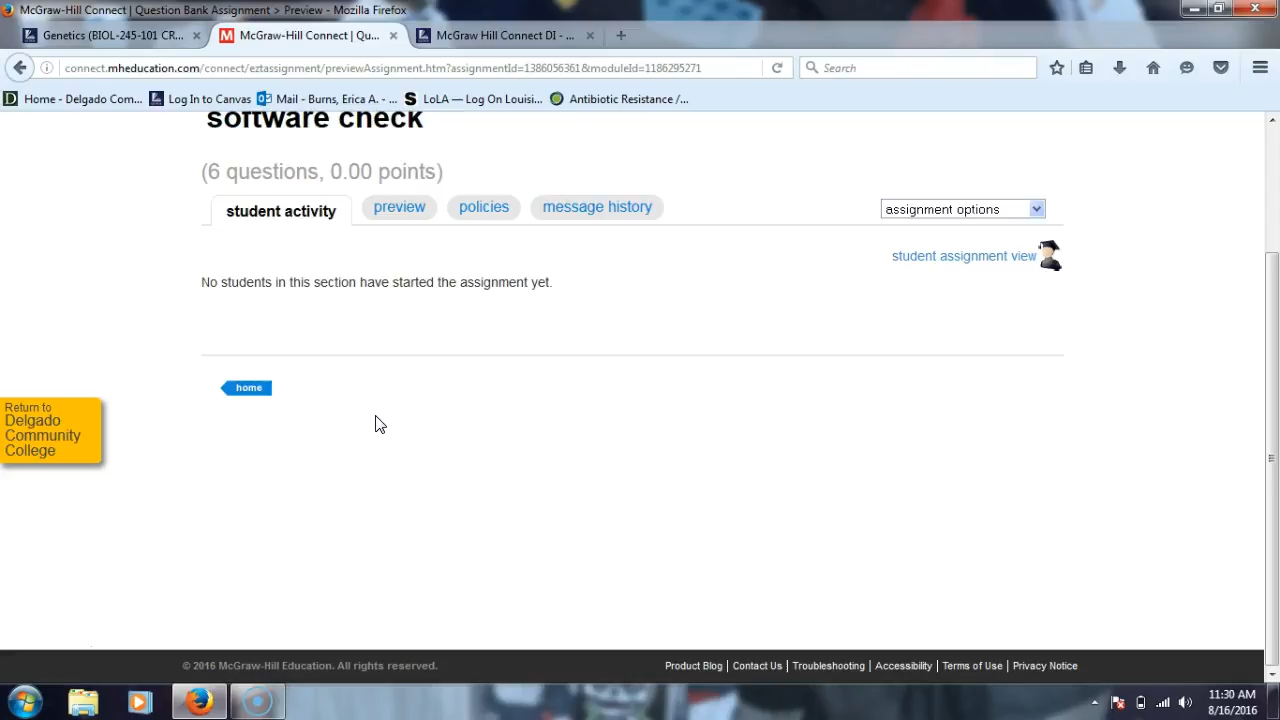 McGraw-Hill Connect | Question Bank Assignment > Preview - Mozilla Firefox
Genetics (BIOL-245-101 CR...
McGraw-Hill Connect | Qu...
McGraw Hill Connect DI - ...
connect.mheducation.com/connect/eztassignment/previewAssignment.htm?assignmentId=1386056361&moduleId=1186295271
Search
Home - Delgado Com...
Log In to Canvas
Mail - Burns, Erica A. - ...
LoLA — Log On Louisi...
Antibiotic Resistance /...
software check
(6 questions, 0.00 points)
student activity
preview
policies
message history
assignment options
student assignment view
No students in this section have started the assignment yet.
home
Return to
Delgado
Community
College
© 2016 McGraw-Hill Education. All rights reserved.
Product Blog | Contact Us | Troubleshooting | Accessibility | Terms of Use | Privacy Notice
11:30 AM
8/16/2016